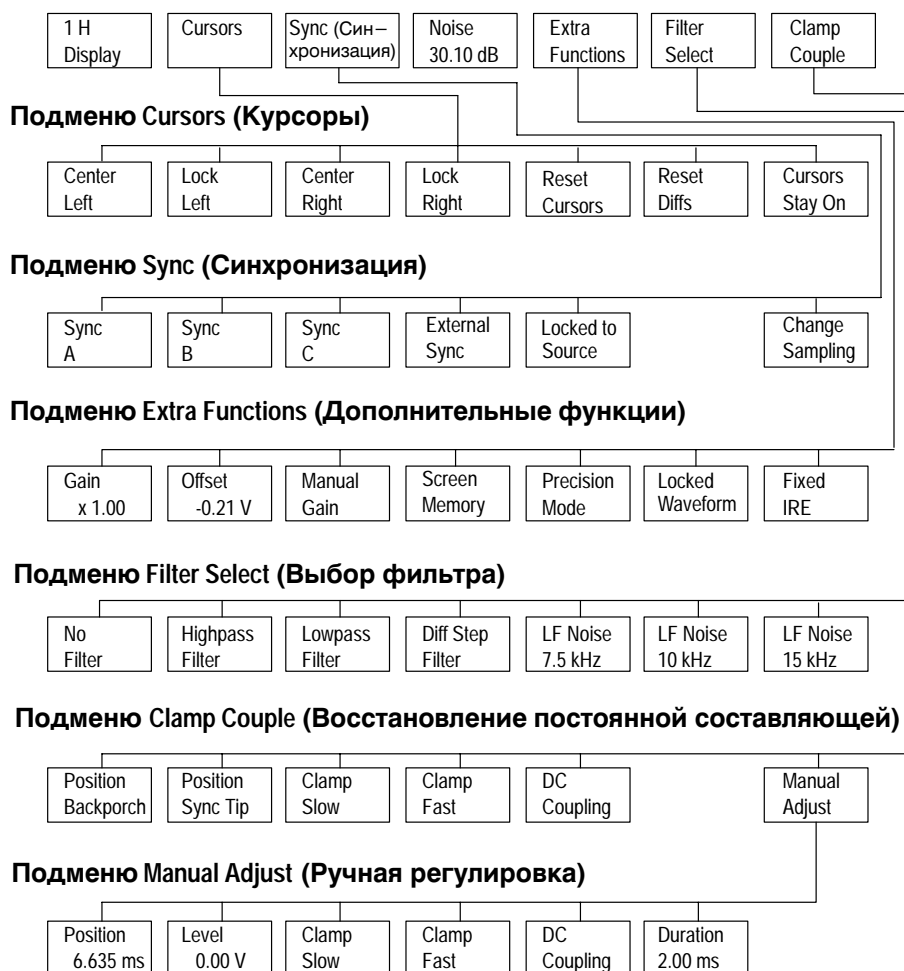 1 H
Display
Cursors
Sync (Син–
хронизация)
Noise
30.10 dB
Extra
Functions
Filter
Select
Clamp
Couple
Подменю Cursors (Курсоры)
Center
Left
Lock
Left
Center
Right
Lock
Right
Reset
Cursors
Reset
Diffs
Cursors
Stay On
Подменю Sync (Синхронизация)
Sync
A
Sync
B
Sync
C
External
Sync
Locked to
Source
Change
Sampling
Подменю Extra Functions (Дополнительные функции)
Gain
x 1.00
Offset
-0.21 V
Manual
Gain
Screen
Memory
Precision
Mode
Locked
Waveform
Fixed
IRE
Подменю Filter Select (Выбор фильтра)
No
Filter
Highpass
Filter
Lowpass
Filter
Diff Step
Filter
LF Noise
7.5 kHz
LF Noise
10 kHz
LF Noise
15 kHz
Подменю Clamp Couple (Восстановление постоянной составляющей)
Position
Backporch
Position
Sync Tip
Clamp
Slow
Clamp
Fast
DC
Coupling
Manual
Adjust
Подменю Manual Adjust (Ручная регулировка)
Position
6.635 ms
Level
0.00 V
Clamp
Slow
Clamp
Fast
DC
Coupling
Duration
2.00 ms